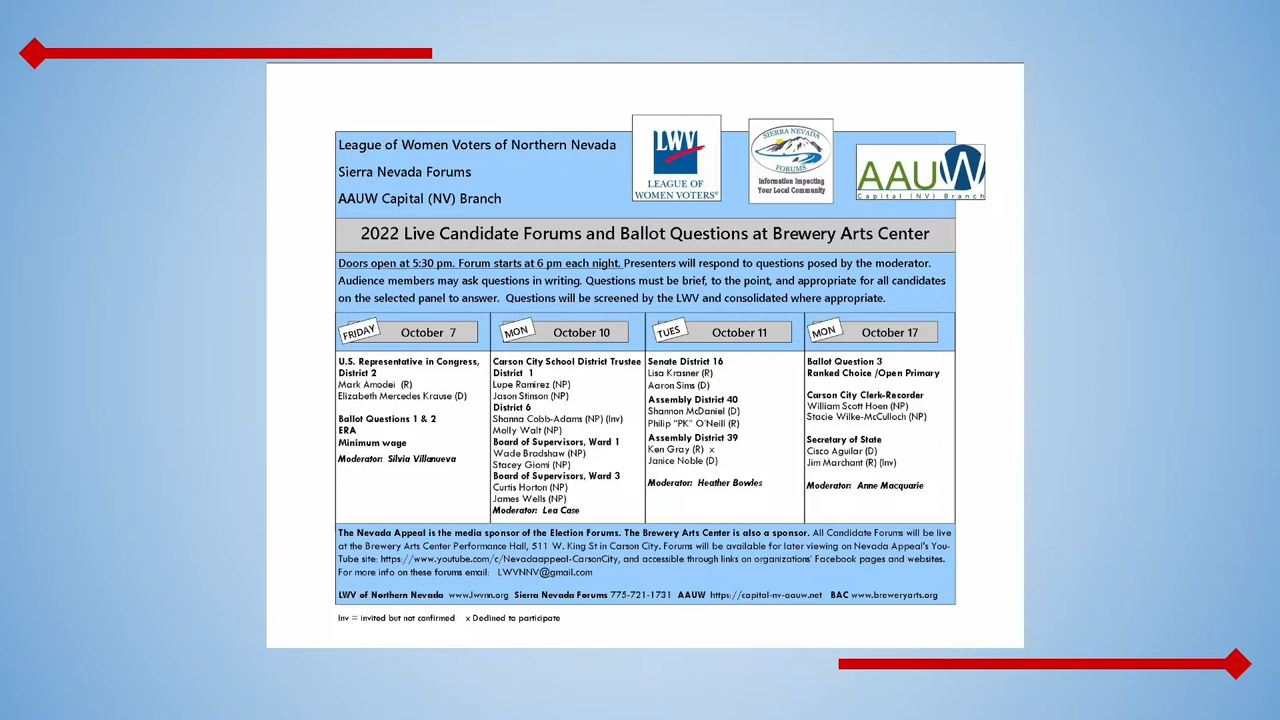 League of Women Voters of Northern Nevada
Sierra Nevada Forums
AAUW Capital (NV) Branch
LWV
LEAGUE OF
WOMEN VOTERS®
SIERRA NEVADA
FORUMS
Information Impacting
Your Local Community
AAUW
Capital (NV) Branch
2022 Live Candidate Forums and Ballot Questions at Brewery Arts Center
Doors open at 5:30 pm. Forum starts at 6 pm each night. Presenters will respond to questions posed by the moderator.
Audience members may ask questions in writing. Questions must be brief, to the point, and appropriate for all candidates
on the selected panel to answer. Questions will be screened by the LWV and consolidated where appropriate.
FRIDAY October 7
U.S. Representative in Congress,
District 2
Mark Amodei (R)
Elizabeth Mercedes Krause (D)
Ballot Questions 1 & 2
ERA
Minimum wage
Moderator: Silvia Villanueva
MON October 10
Carson City School District Trustee
District 1
Lupe Ramirez (NP)
Jason Stinson (NP)
District 6
Shanna Cobb-Adams (NP) (Inv)
Molly Walt (NP)
Board of Supervisors, Ward 1
Wade Bradshaw (NP)
Stacey Giomi (NP)
Board of Supervisors, Ward 3
Curtis Horton (NP)
James Wells (NP)
Moderator: Lea Case
TUES October 11
Senate District 16
Lisa Krasner (R)
Aaron Sims (D)
Assembly District 40
Shannon McDaniel (D)
Philip "PK" O'Neill (R)
Assembly District 39
Ken Gray (R) x
Janice Noble (D)
Moderator: Heather Bowles
MON October 17
Ballot Question 3
Ranked Choice /Open Primary
Carson City Clerk-Recorder
William Scott Hoen (NP)
Stacie Wilke-McCulloch (NP)
Secretary of State
Cisco Aguilar (D)
Jim Marchant (R) (Inv)
Moderator: Anne Macquarie
The Nevada Appeal is the media sponsor of the Election Forums. The Brewery Arts Center is also a sponsor. All Candidate Forums will be live
at the Brewery Arts Center Performance Hall, 511 W. King St in Carson City. Forums will be available for later viewing on Nevada Appeal's You-
Tube site: https://www.youtube.com/c/Nevadaappeal-CarsonCity, and accessible through links on organizations' Facebook pages and websites.
For more info on these forums email: LWVNNV@gmail.com
LWV of Northern Nevada www.lwvnn.org Sierra Nevada Forums 775-721-1731 AAUW https://capital-nv-aauw.net BAC www.breweryarts.org
Inv = invited but not confirmed x Declined to participate